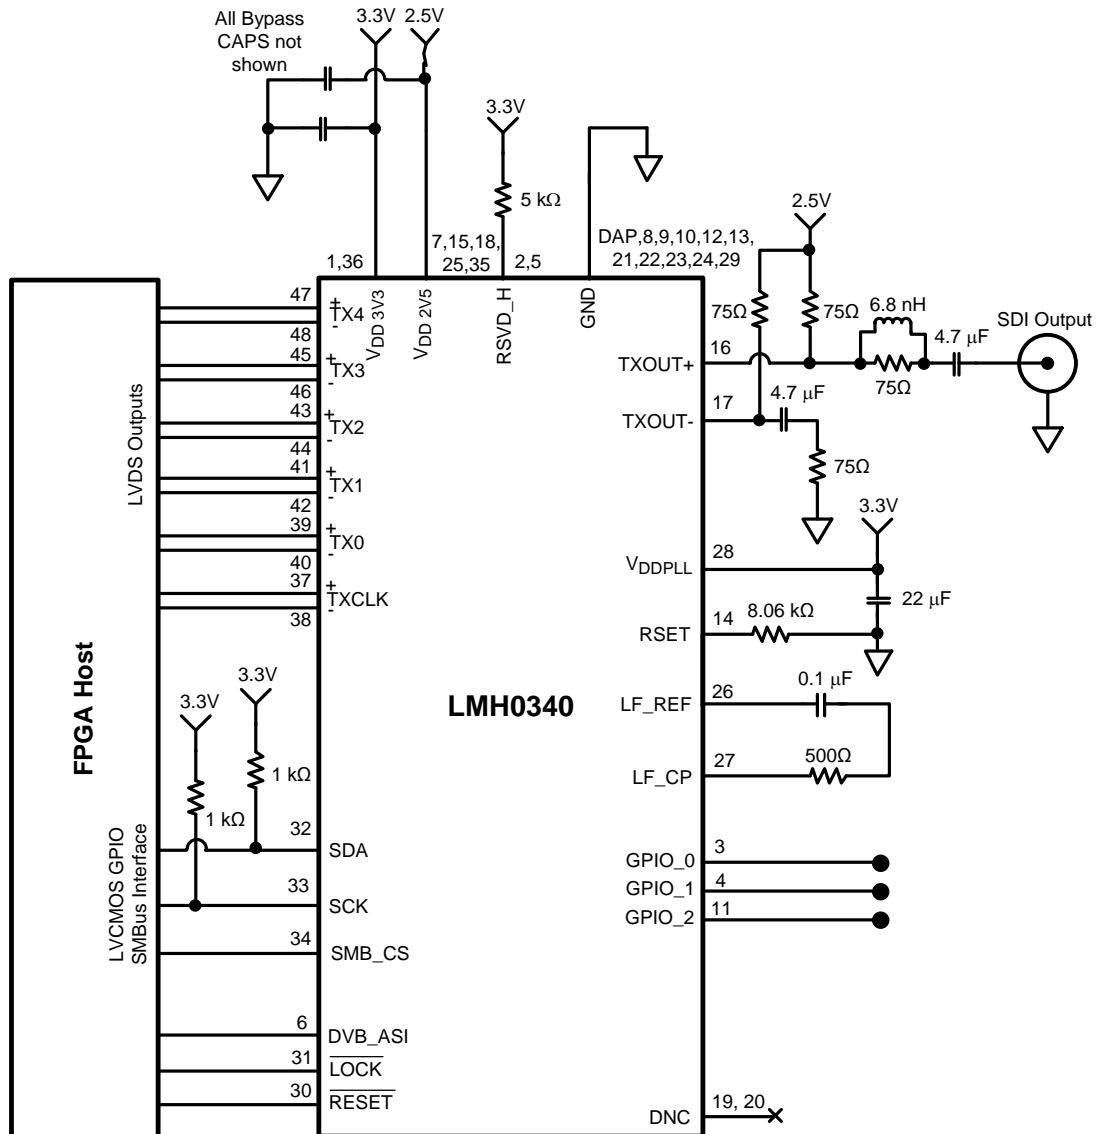 All Bypass
CAPS not
shown
3.3V
2.5V
3.3V
5 kΩ
2.5V
1,36
7,15,18,
25,35
2,5
DAP,8,9,10,12,13,
21,22,23,24,29
VDD 3V3
VDD 2V5
RSVD_H
GND
75Ω
75Ω
6.8 nH
4.7 µF
SDI Output
75Ω
16
TXOUT+
17
TXOUT-
4.7 µF
75Ω
3.3V
28
VDDPLL
22 µF
8.06 kΩ
14
RSET
26
LF_REF
0.1 µF
27
LF_CP
500Ω
3
GPIO_0
4
GPIO_1
11
GPIO_2
19, 20
DNC
LMH0340
FPGA Host
LVDS Outputs
47
+
TX4
-
48
45
+
TX3
-
46
43
+
TX2
-
44
41
+
TX1
-
42
39
+
TX0
-
40
37
+
TXCLK
-
38
3.3V
3.3V
1 kΩ
1 kΩ
LVCMOS GPIO
SMBus Interface
32
SDA
33
SCK
34
SMB_CS
6
DVB_ASI
31
LOCK
30
RESET